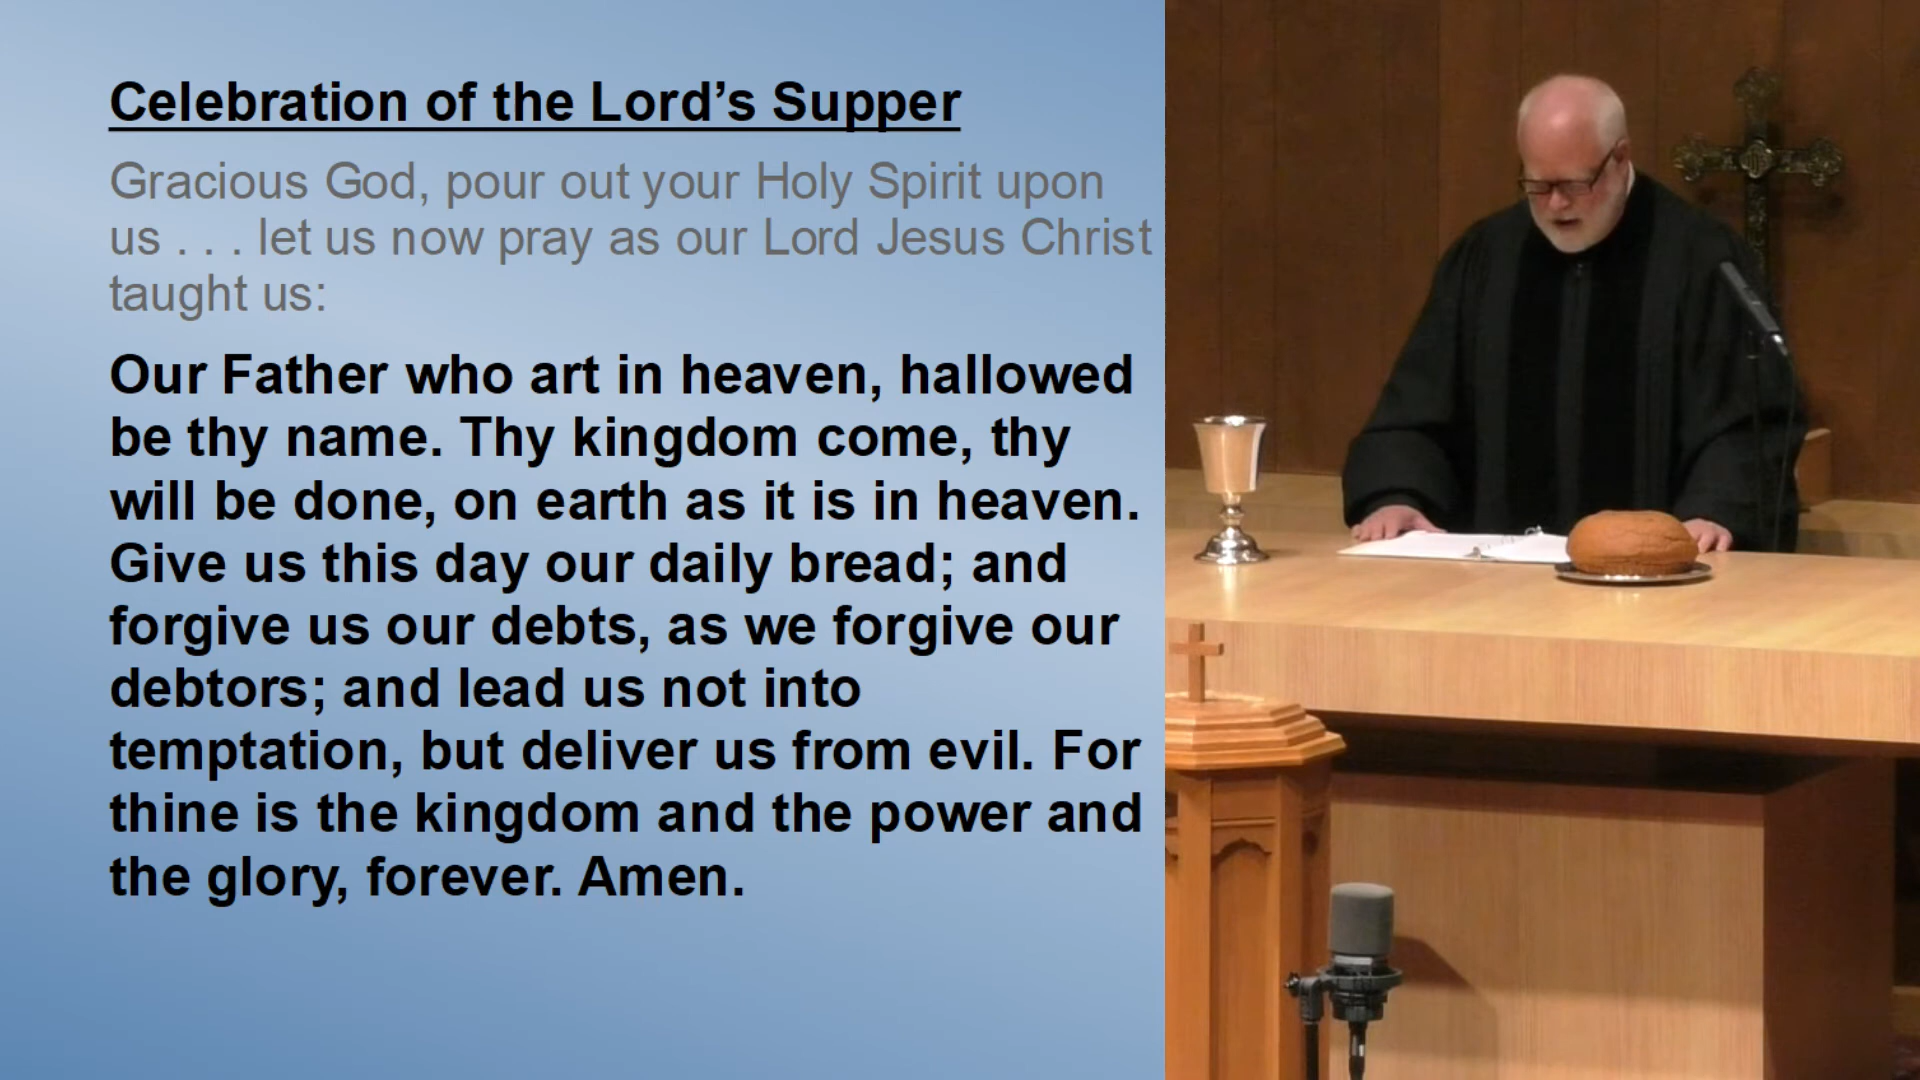 Celebration of the Lord’s Supper
Gracious God, pour out your Holy Spirit upon
us . . . let us now pray as our Lord Jesus Christ
taught us:
Our Father who art in heaven, hallowed
be thy name. Thy kingdom come, thy
will be done, on earth as it is in heaven.
Give us this day our daily bread; and
forgive us our debts, as we forgive our
debtors; and lead us not into
temptation, but deliver us from evil. For
thine is the kingdom and the power and
the glory, forever. Amen.